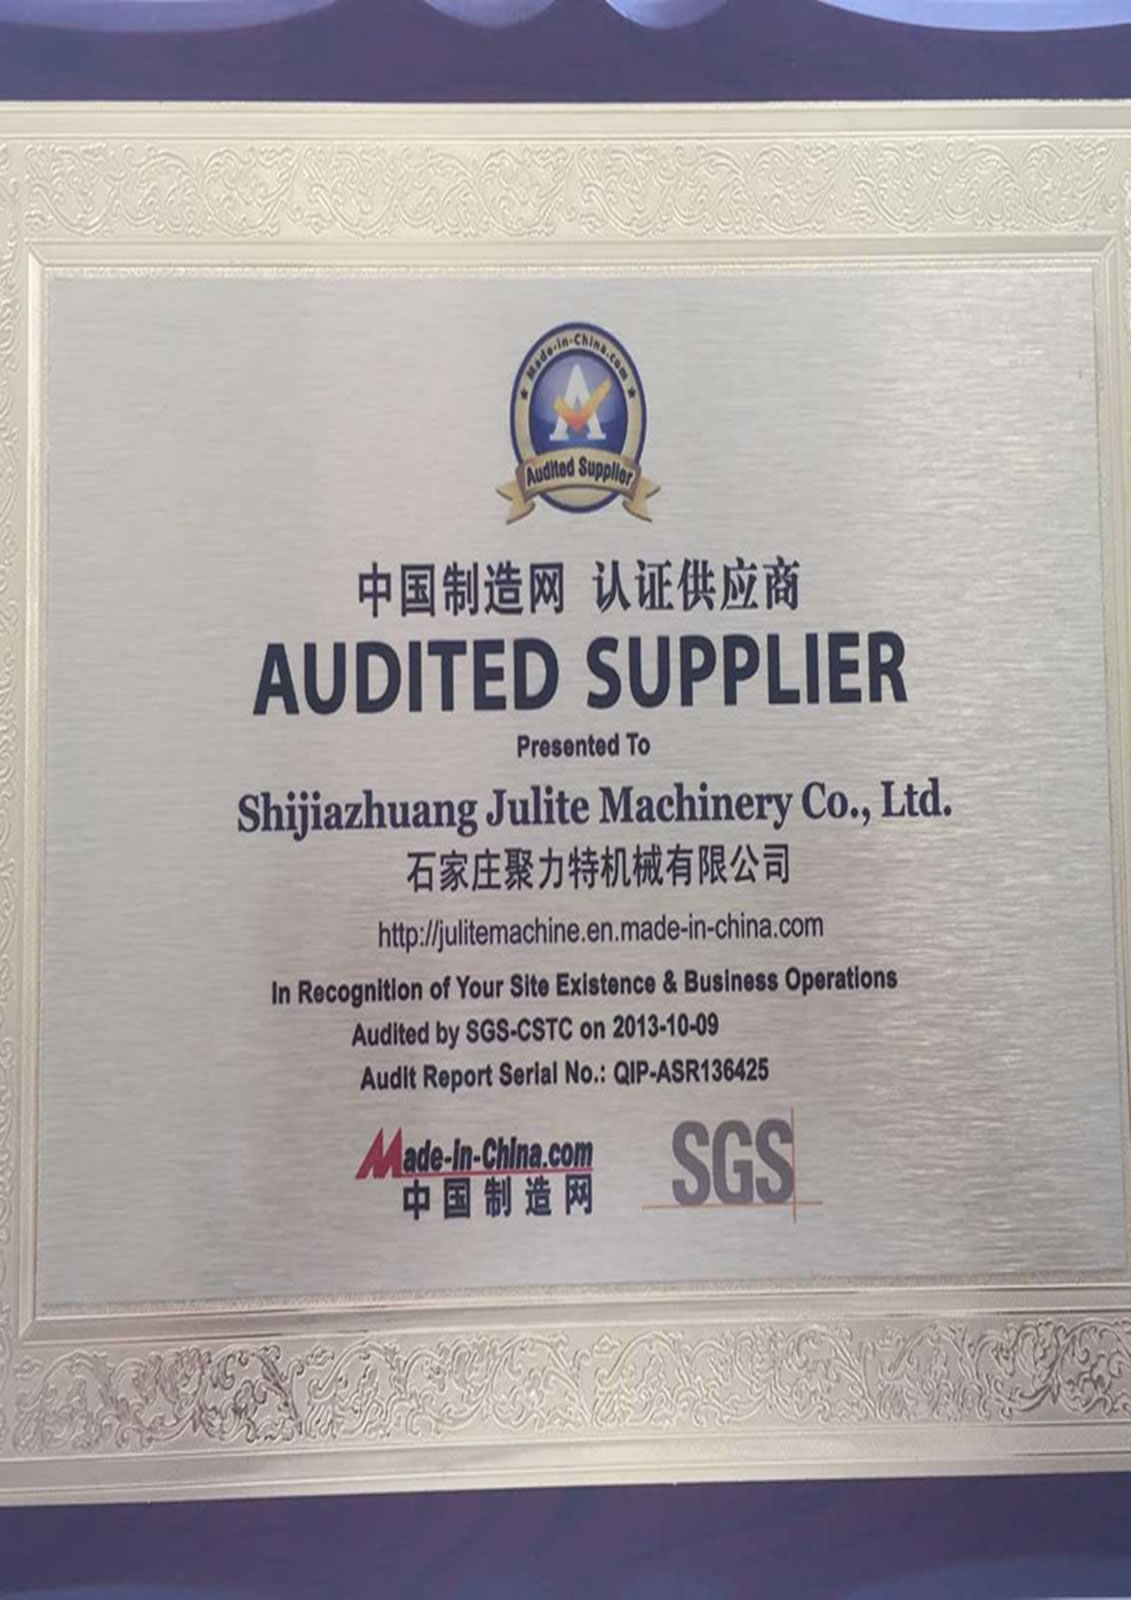 Made-in-China.com
Audited Supplier
中国制造网 认证供应商
AUDITED SUPPLIER
Presented To
Shijiazhuang Julite Machinery Co., Ltd.
石家庄聚力特机械有限公司
http://julitemachine.en.made-in-china.com
In Recognition of Your Site Existence & Business Operations
Audited by SGS-CSTC on 2013-10-09
Audit Report Serial No.: QIP-ASR136425
Made-in-China.com
中国制造网
SGS